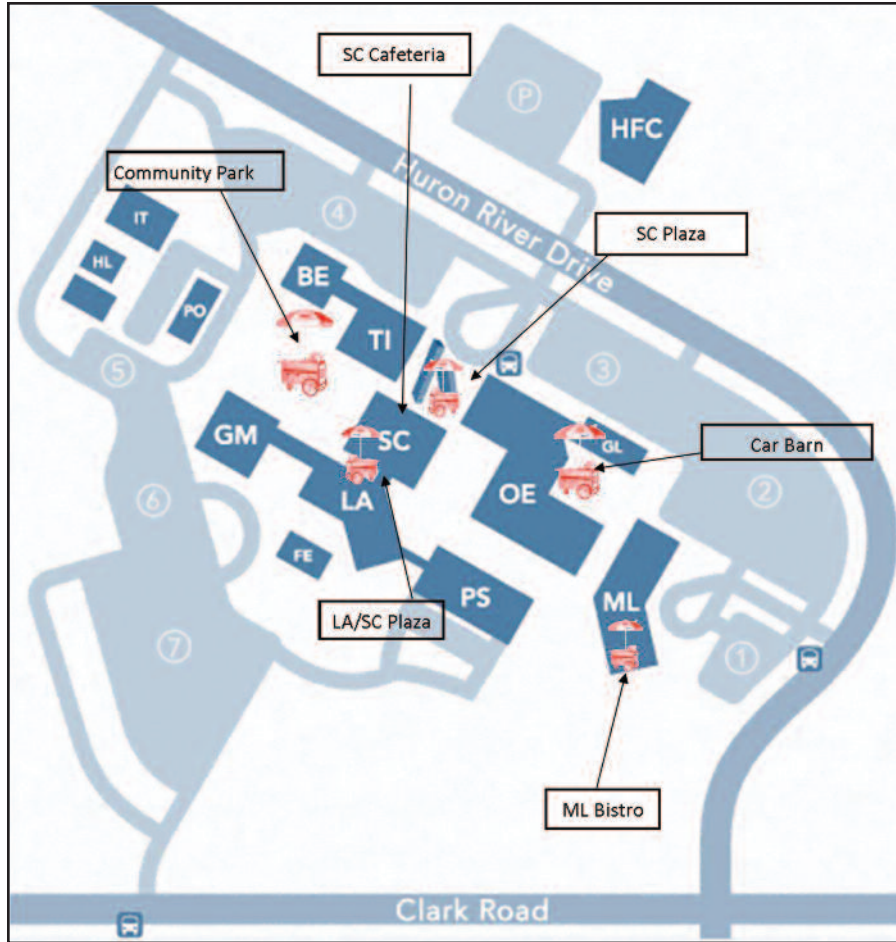 SC Cafeteria
P
HFC
Community Park
Huron River Drive
4
IT
SC Plaza
HL
BE
PO
TI
5
3
GM
SC
GL
Car Barn
OE
2
LA
6
FE
PS
ML
LA/SC Plaza
7
1
ML Bistro
Clark Road